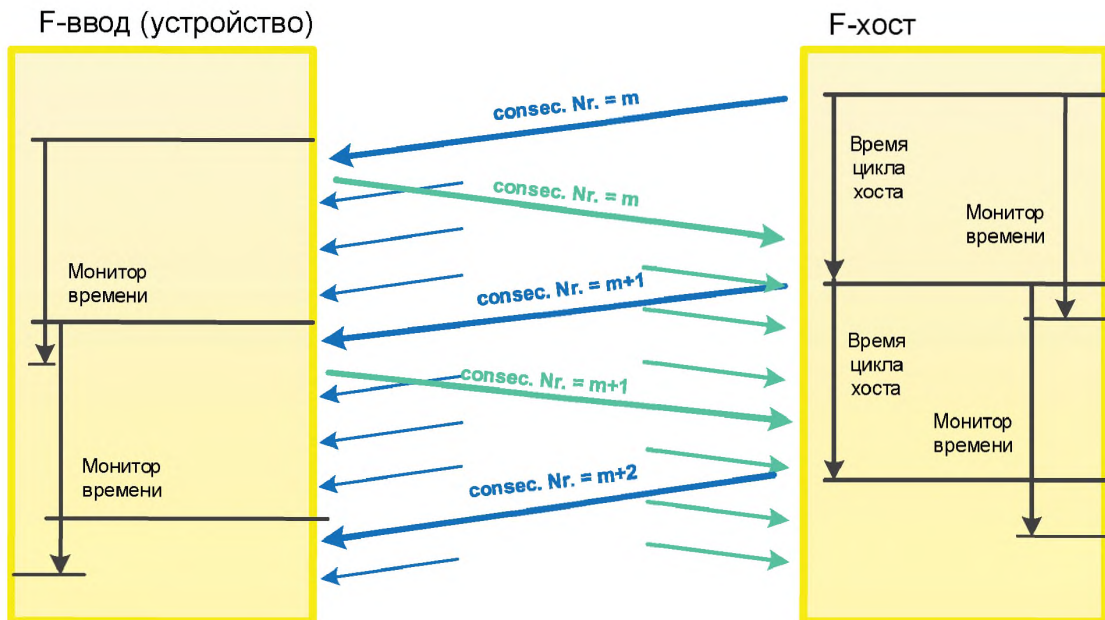 F-ввод (устройство)
F-хост
consec. Nr. = m
Время
цикла
хоста
consec. Nr. = m
Монитор
времени
Монитор
времени
consec. Nr. = m+1
Время
цикла
хоста
consec. Nr. = m+1
Монитор
времени
Монитор
времени
consec. Nr. = m+2